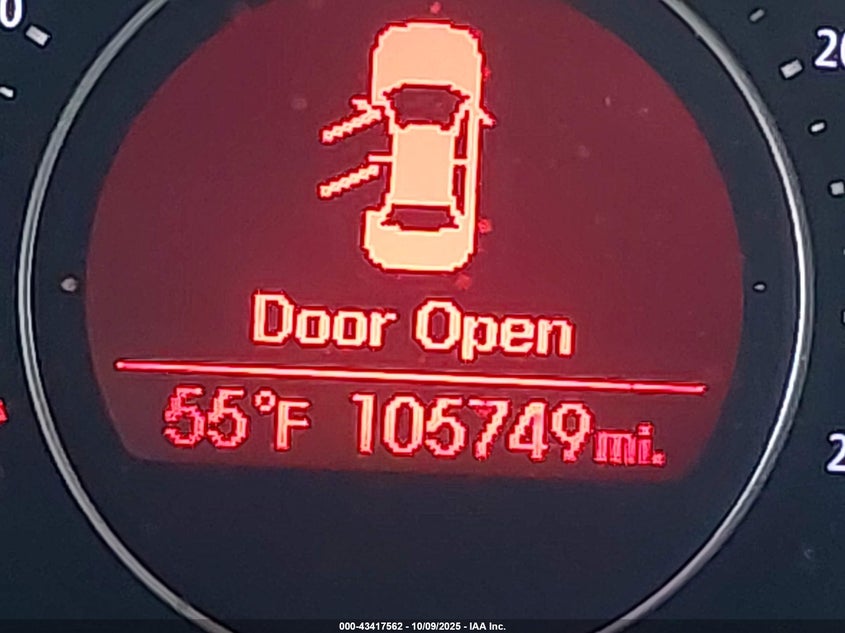 Door Open
55°F 105749mi.
000-43417562 - 10/09/2025 - IAA Inc.